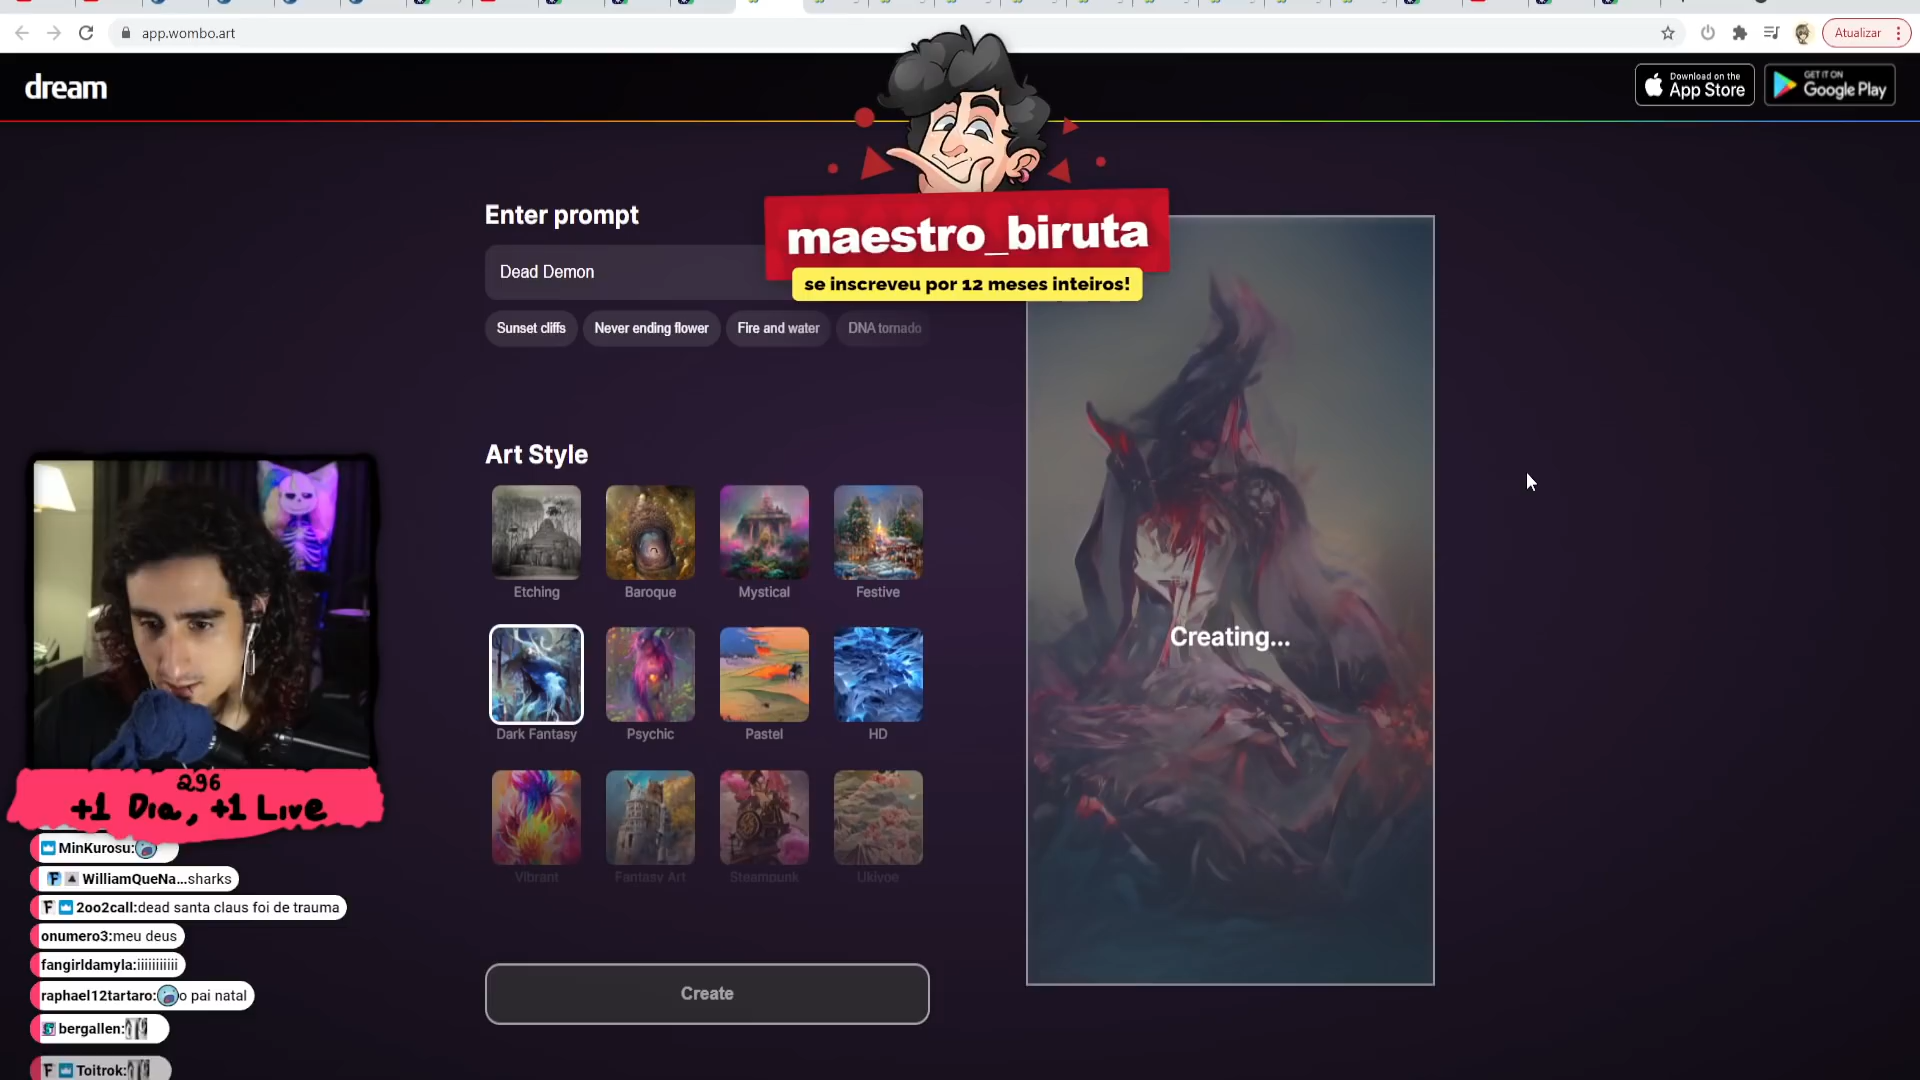 app.wombo.art
Atualizar
dream
Download on the
App Store
GET IT ON
Google Play
maestro_biruta
se inscreveu por 12 meses inteiros!
Enter prompt
Dead Demon
Sunset cliffs
Never ending flower
Fire and water
DNA tornado
Art Style
Etching
Baroque
Mystical
Festive
Dark Fantasy
Psychic
Pastel
HD
Vibrant
Fantasy Art
Steampunk
Ukiyoe
Create
Creating...
296
+1 Dia, +1 Live
MinKurosu:
WilliamQueNa...sharks
2oo2call:dead santa claus foi de trauma
onumero3:meu deus
fangirldamyla:iiiiiiiiiii
raphael12tartaro:o pai natal
bergallen:
Toitrok: